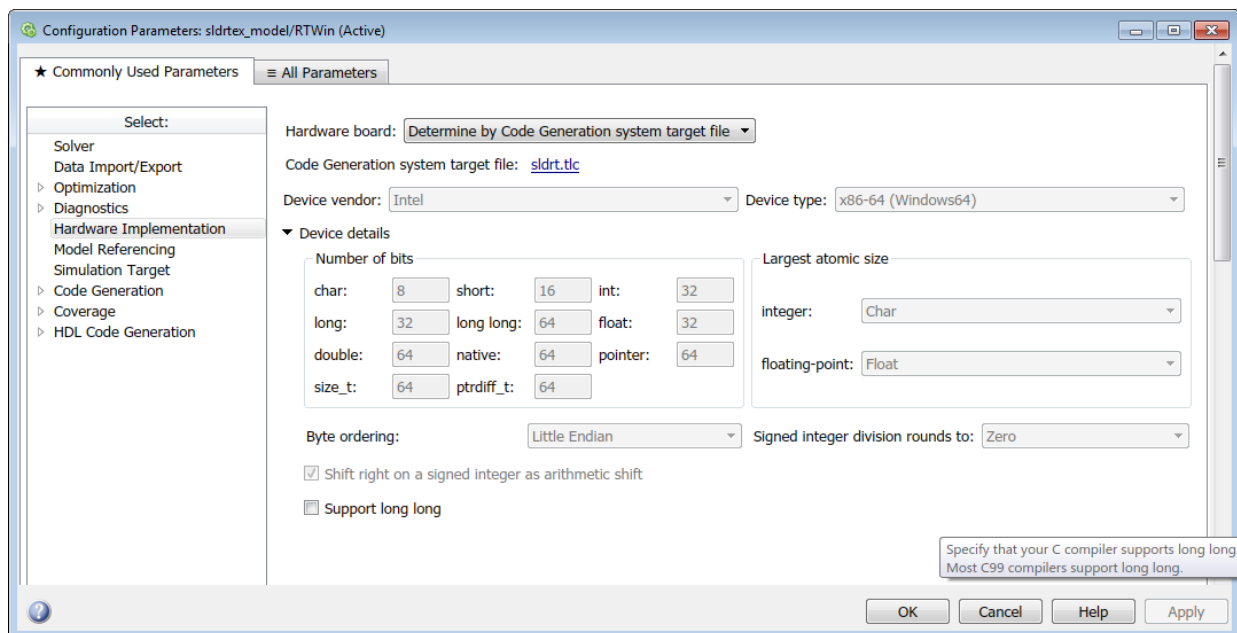 Configuration Parameters: sldrtex_model/RTWin (Active)
★ Commonly Used Parameters
≡ All Parameters
Select:
Solver
Data Import/Export
Optimization
Diagnostics
Hardware Implementation
Model Referencing
Simulation Target
Code Generation
Coverage
HDL Code Generation
Hardware board: Determine by Code Generation system target file
Code Generation system target file: sldrt.tlc
Device vendor: Intel Device type: x86-64 (Windows64)
Device details
Number of bits
char: 8 short: 16 int: 32
long: 32 long long: 64 float: 32
double: 64 native: 64 pointer: 64
size_t: 64 ptrdiff_t: 64
Largest atomic size
integer: Char
floating-point: Float
Byte ordering: Little Endian Signed integer division rounds to: Zero
Shift right on a signed integer as arithmetic shift
Support long long
Specify that your C compiler supports long long.
Most C99 compilers support long long.
OK Cancel Help Apply